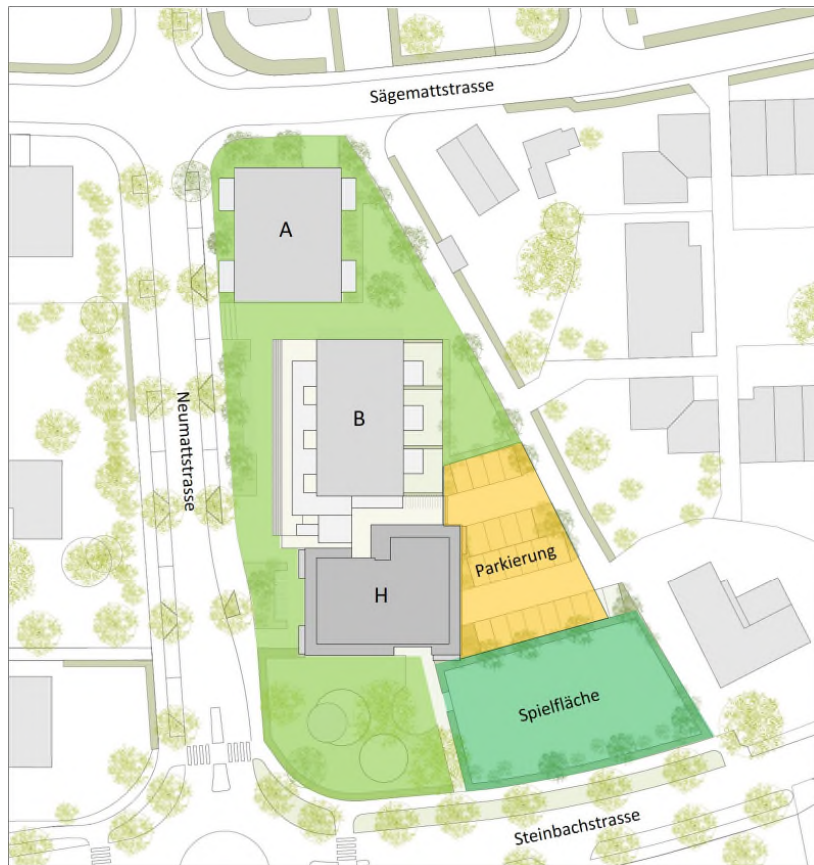 Sägemattstrasse
A
Neumattstrasse
B
Parkierung
H
Spielfläche
Steinbachstrasse